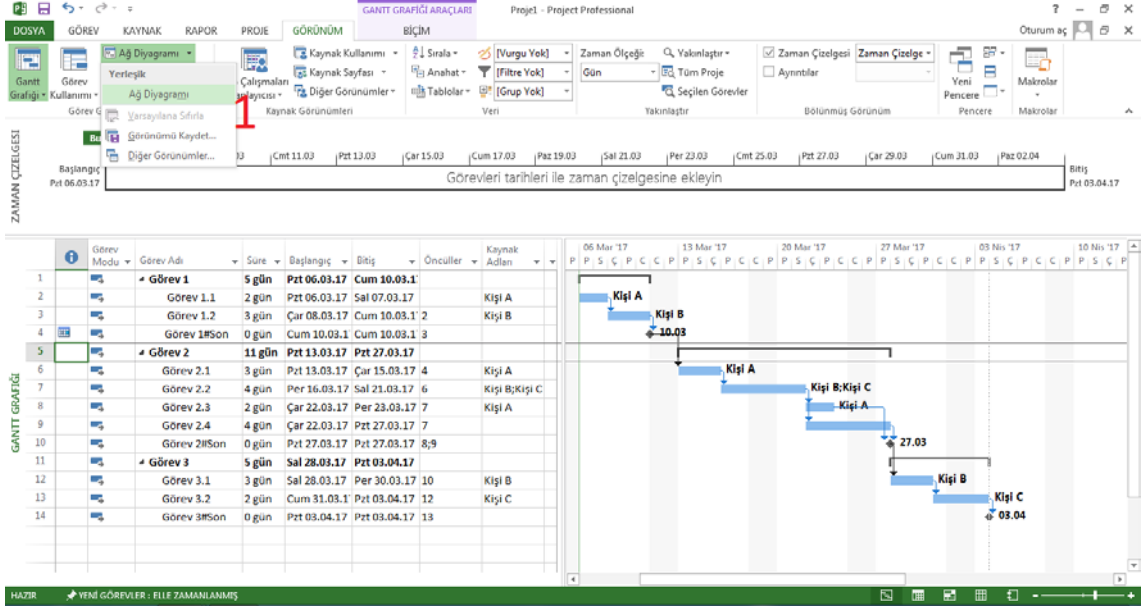 GANTT GRAFİĞİ ARAÇLARI
Proje1 - Project Professional
DOSYA GÖREV KAYNAK RAPOR PROJE GÖRÜNÜM BİÇİM Oturum aç
Gantt Grafiği
Görev Kullanımı
Ağ Diyagramı
Yerleşik
Ağ Diyagramı
Varsayılana Sıfırla
Görünümü Kaydet...
Diğer Görünümler...
1
Çalışmaları
Kaynak Kullanımı
Kaynak Sayfası
Diğer Görünümler
Kaynak Görünümleri
Sırala
Anahat
Tablolar
[Vurgu Yok]
[Filtre Yok]
[Grup Yok]
Veri
Zaman Ölçeği:
Gün
Yakınlaştır
Tüm Proje
Seçilen Görevler
Yakınlaştır
Zaman Çizelgesi Zaman Çizelge
Ayrıntılar
Bölünmüş Görünüm
Yeni Pencere
Pencere
Makrolar
Makrolar
ZAMAN ÇİZELGESİ
Cmt 11.03 Pzt 13.03 Çar 15.03 Cum 17.03 Paz 19.03 Sal 21.03 Per 23.03 Cmt 25.03 Pzt 27.03 Çar 29.03 Cum 31.03 Paz 02.04
Başlangıç
Pzt 06.03.17
Görevleri tarihleri ile zaman çizelgesine ekleyin
Bitiş
Pzt 03.04.17
GANTT GRAFİĞİ
Görev Modu Görev Adı Süre Başlangıç Bitiş Öncüller Kaynak Adları
1 Görev 1 5 gün Pzt 06.03.17 Cum 10.03.1
2 Görev 1.1 2 gün Pzt 06.03.17 Sal 07.03.17 Kişi A
3 Görev 1.2 3 gün Çar 08.03.17 Cum 10.03.1 2 Kişi B
4 Görev 1#Son 0 gün Cum 10.03.1 Cum 10.03.1 3
5 Görev 2 11 gün Pzt 13.03.17 Pzt 27.03.17
6 Görev 2.1 3 gün Pzt 13.03.17 Çar 15.03.17 4 Kişi A
7 Görev 2.2 4 gün Per 16.03.17 Sal 21.03.17 6 Kişi B;Kişi C
8 Görev 2.3 2 gün Çar 22.03.17 Per 23.03.17 7 Kişi A
9 Görev 2.4 4 gün Çar 22.03.17 Pzt 27.03.17 7
10 Görev 2#Son 0 gün Pzt 27.03.17 Pzt 27.03.17 8;9
11 Görev 3 5 gün Sal 28.03.17 Pzt 03.04.17
12 Görev 3.1 3 gün Sal 28.03.17 Per 30.03.17 10 Kişi B
13 Görev 3.2 2 gün Cum 31.03.1 Pzt 03.04.17 12 Kişi C
14 Görev 3#Son 0 gün Pzt 03.04.17 Pzt 03.04.17 13
06 Mar '17 13 Mar '17 20 Mar '17 27 Mar '17 03 Nis '17 10 Nis '17
P P S Ç P C C P P S Ç P C C P P S Ç P C C P P S Ç P C C P P S Ç P C C P P S Ç P
Kişi A
Kişi B
10.03
Kişi A
Kişi B;Kişi C
Kişi A
27.03
Kişi B
Kişi C
03.04
HAZIR YENİ GÖREVLER : ELLE ZAMANLANMIŞ